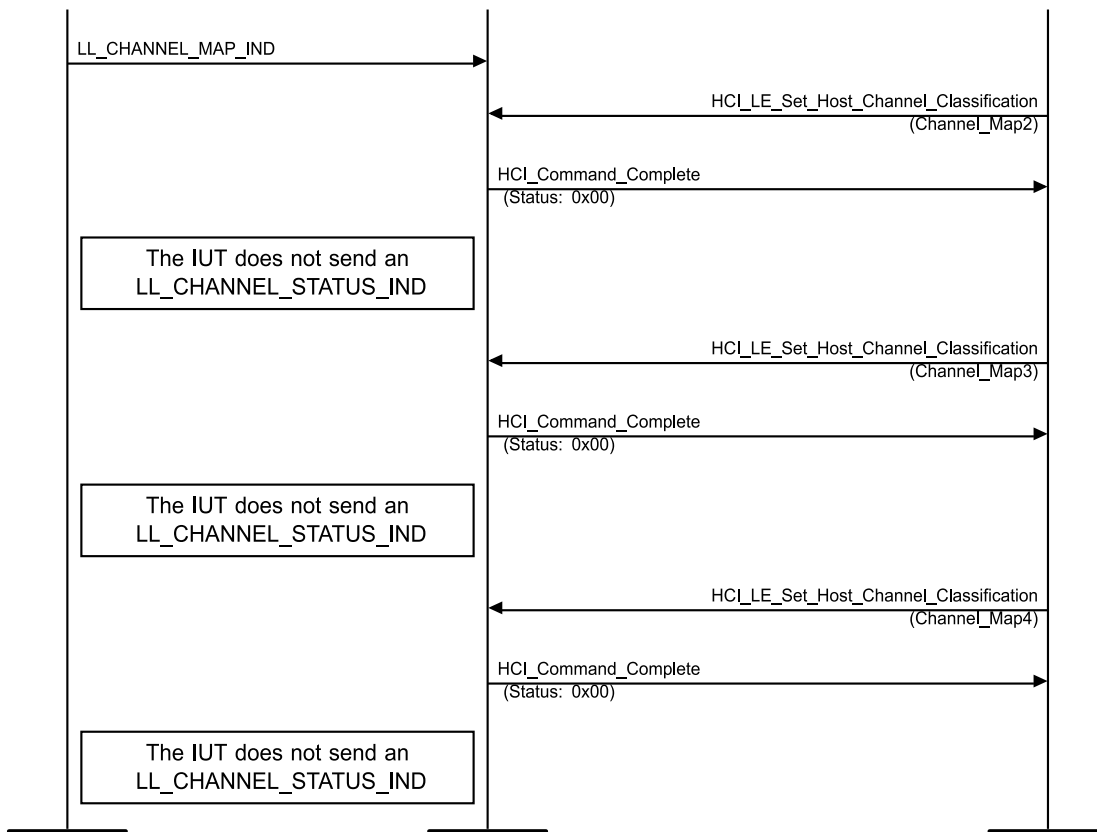 LL_CHANNEL_MAP_IND
HCI_LE_Set_Host_Channel_Classification
(Channel_Map2)
HCI_Command_Complete
(Status: 0x00)
The IUT does not send an
LL_CHANNEL_STATUS_IND
HCI_LE_Set_Host_Channel_Classification
(Channel_Map3)
HCI_Command_Complete
(Status: 0x00)
The IUT does not send an
LL_CHANNEL_STATUS_IND
HCI_LE_Set_Host_Channel_Classification
(Channel_Map4)
HCI_Command_Complete
(Status: 0x00)
The IUT does not send an
LL_CHANNEL_STATUS_IND